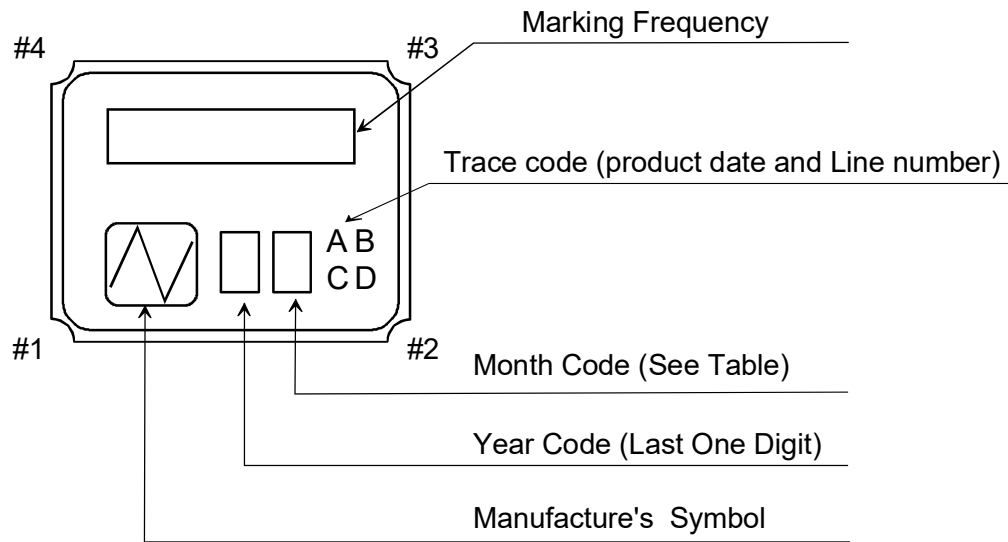 Marking Frequency
#4
#3
Trace code (product date and Line number)
A B
C D
#1
#2
Month Code (See Table)
Year Code (Last One Digit)
Manufacture's Symbol